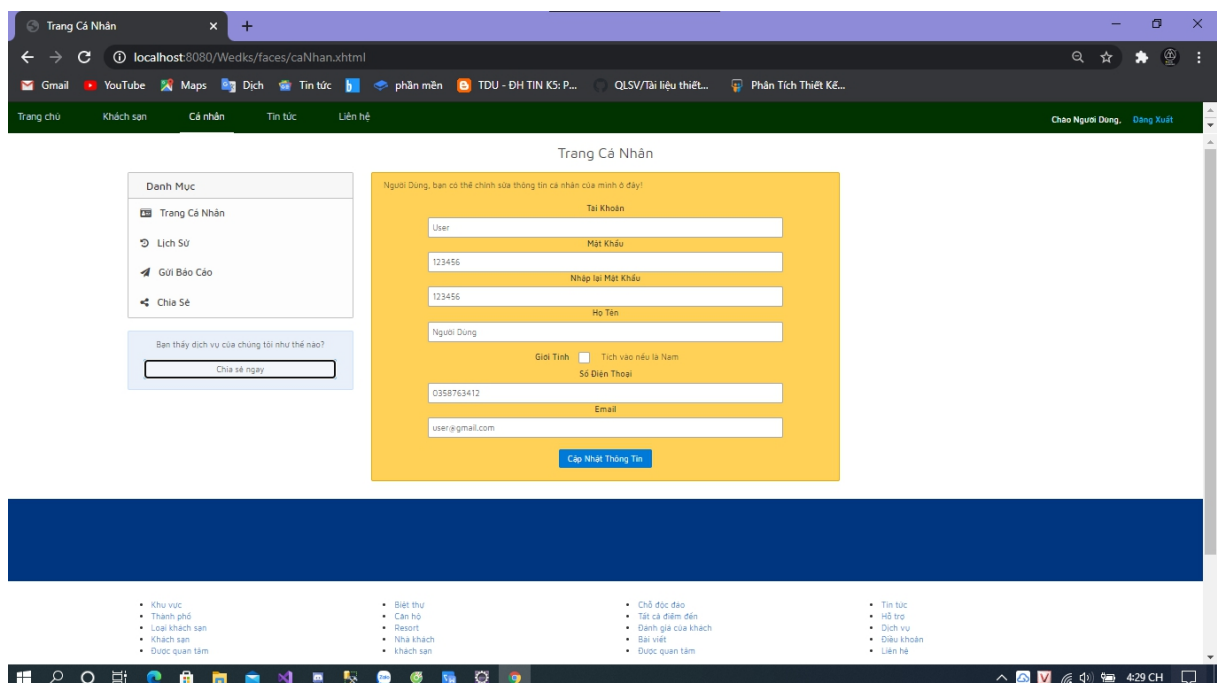 Trang Cá Nhân
localhost:8080/Wedks/faces/caNhan.xhtml
Gmail YouTube Maps Dịch Tin tức phần mền TDU - ĐH TIN K5: P... QLSV/Tài liệu thiết... Phân Tích Thiết Kế...
Trang chủ Khách sạn Cá nhân Tin tức Liên hệ Chào Người Dùng, Đăng Xuất
Trang Cá Nhân
Danh Mục
Trang Cá Nhân
Lịch Sử
Gửi Báo Cáo
Chia Sẻ
Bạn thấy dịch vụ của chúng tôi như thế nào?
Chia sẻ ngay
Người Dùng, bạn có thể chỉnh sửa thông tin cá nhân của mình ở đây!
Tài Khoản
User
Mật Khẩu
123456
Nhập lại Mật Khẩu
123456
Họ Tên
Người Dùng
Giới Tính Tích vào nếu là Nam
Số Điện Thoại
0358763412
Email
user@gmail.com
Cập Nhật Thông Tin
Khu vực
Thành phố
Loại khách sạn
Khách sạn
Được quan tâm
Biệt thự
Căn hộ
Resort
Nhà khách
khách sạn
Chỗ độc đáo
Tất cả điểm đến
Đánh giá của khách
Bài viết
Được quan tâm
Tin tức
Hỗ trợ
Dịch vụ
Điều khoản
Liên hệ
4:29 CH